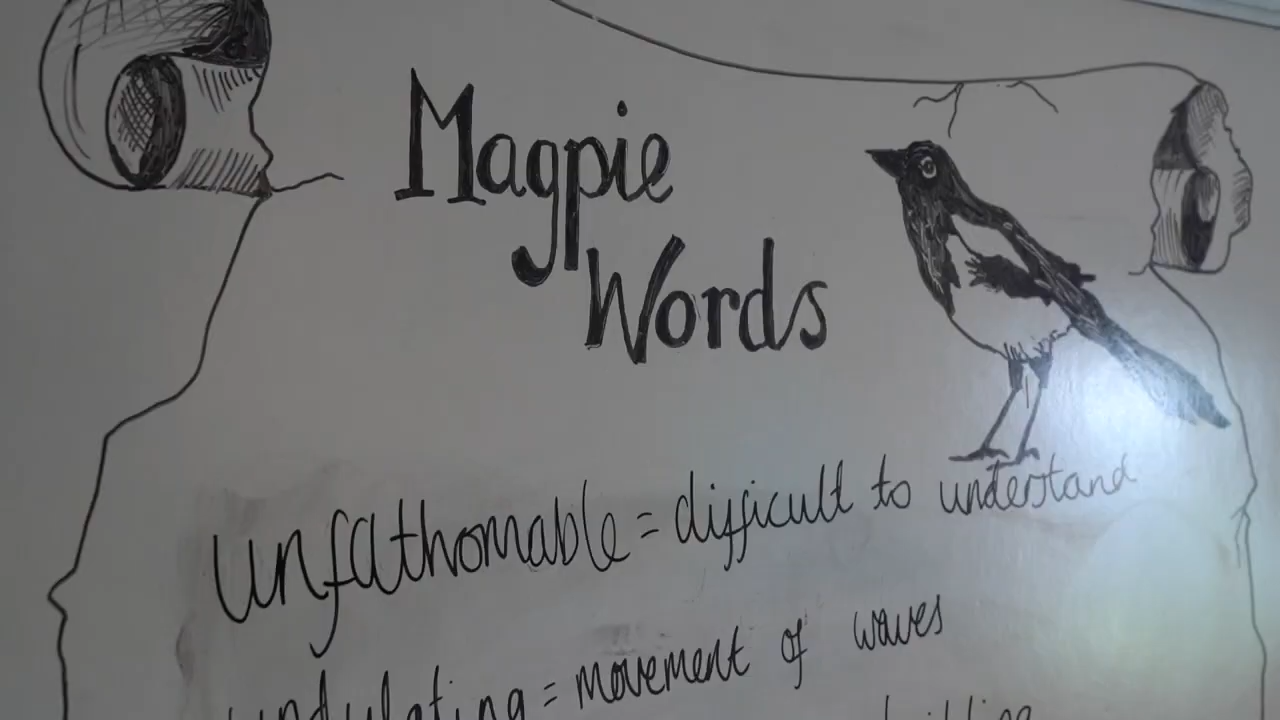 Magpie
Words
unfathomable = difficult to understand
undulating = movement of waves